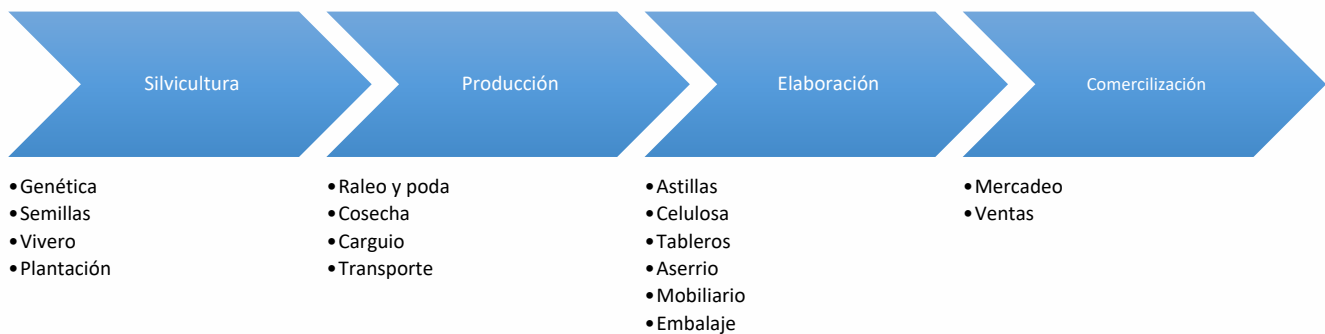 Silvicultura
Producción
Elaboración
Comercilización
•Genética
•Semillas
•Vivero
•Plantación
•Raleo y poda
•Cosecha
•Carguio
•Transporte
•Astillas
•Celulosa
•Tableros
•Aserrio
•Mobiliario
•Embalaje
•Mercadeo
•Ventas